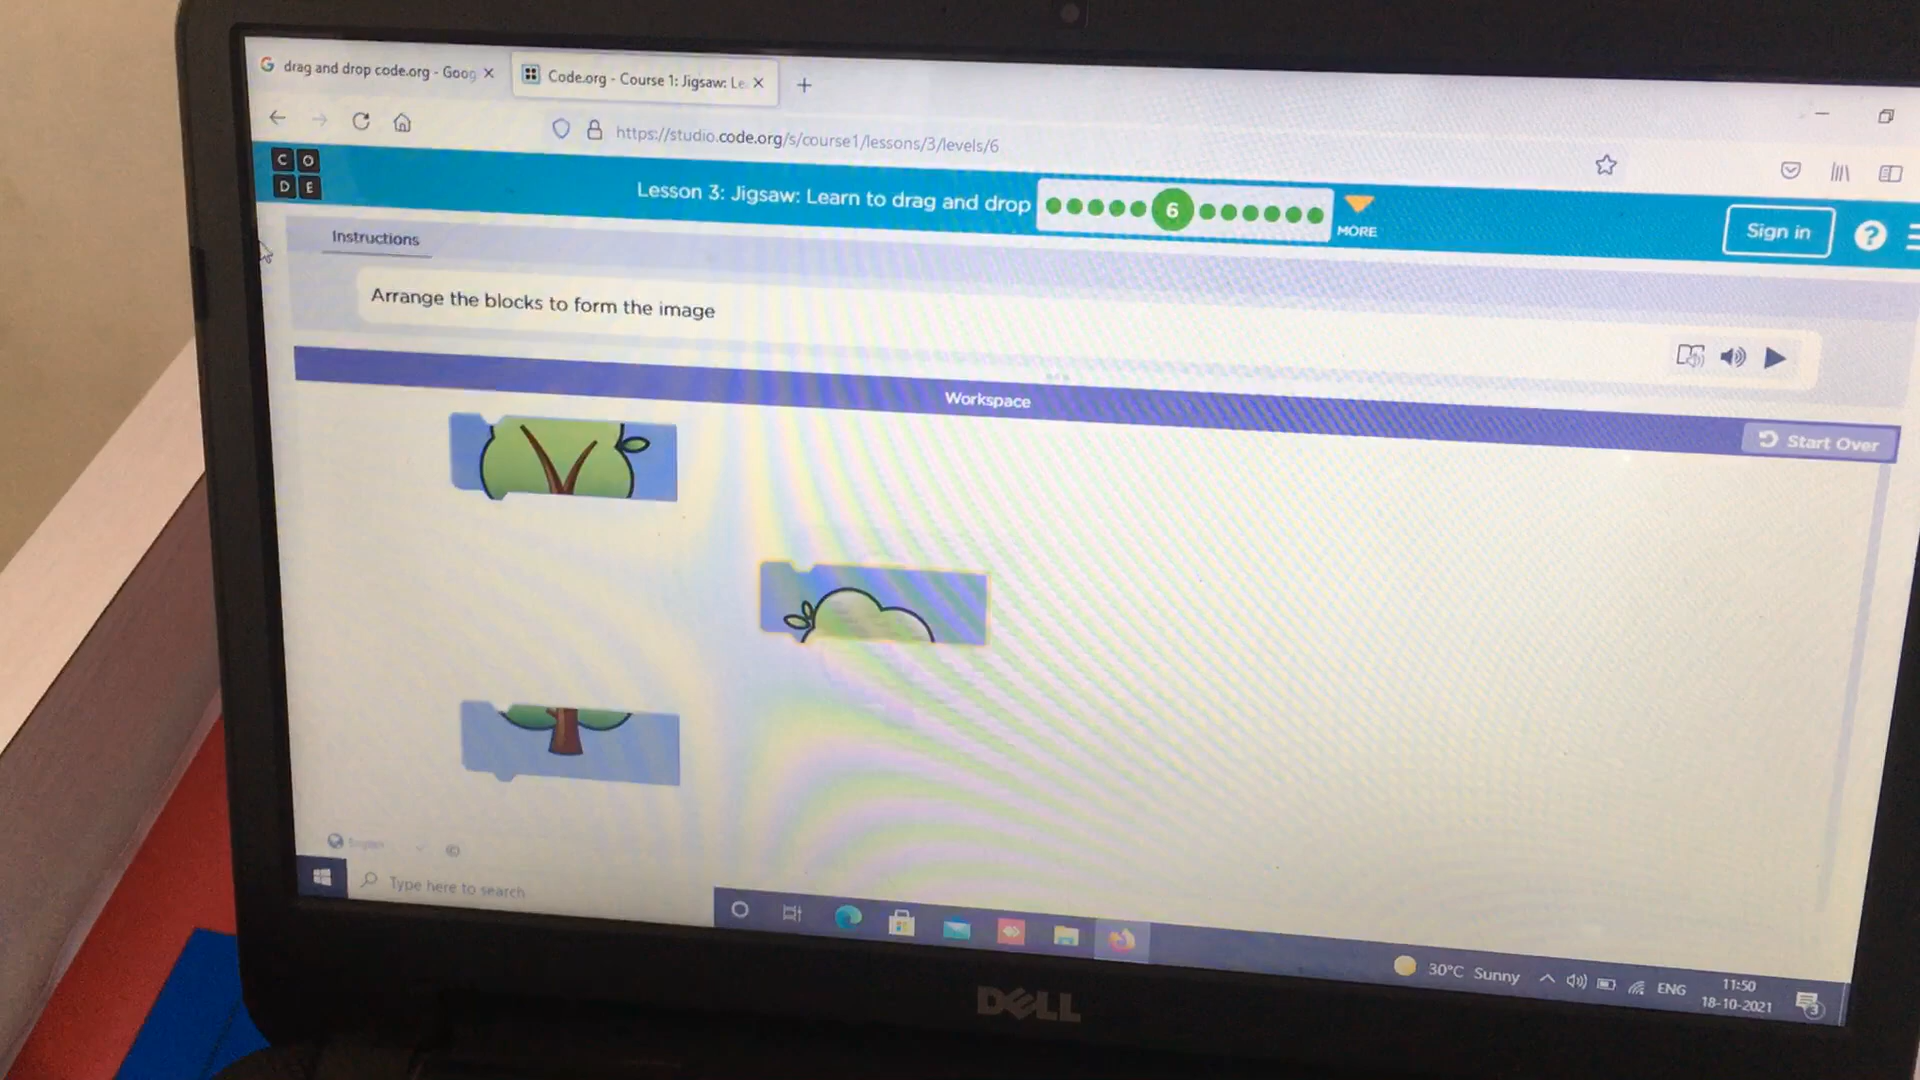 drag and drop code.org - Goog
Code.org - Course 1: Jigsaw: Le
https://studio.code.org/s/course1/lessons/3/levels/6
CODE
Lesson 3: Jigsaw: Learn to drag and drop
6
MORE
Sign in
?
Instructions
Arrange the blocks to form the image
Workspace
Start Over
English
Type here to search
30°C Sunny
ENG
11:50
18-10-2021
3
DELL